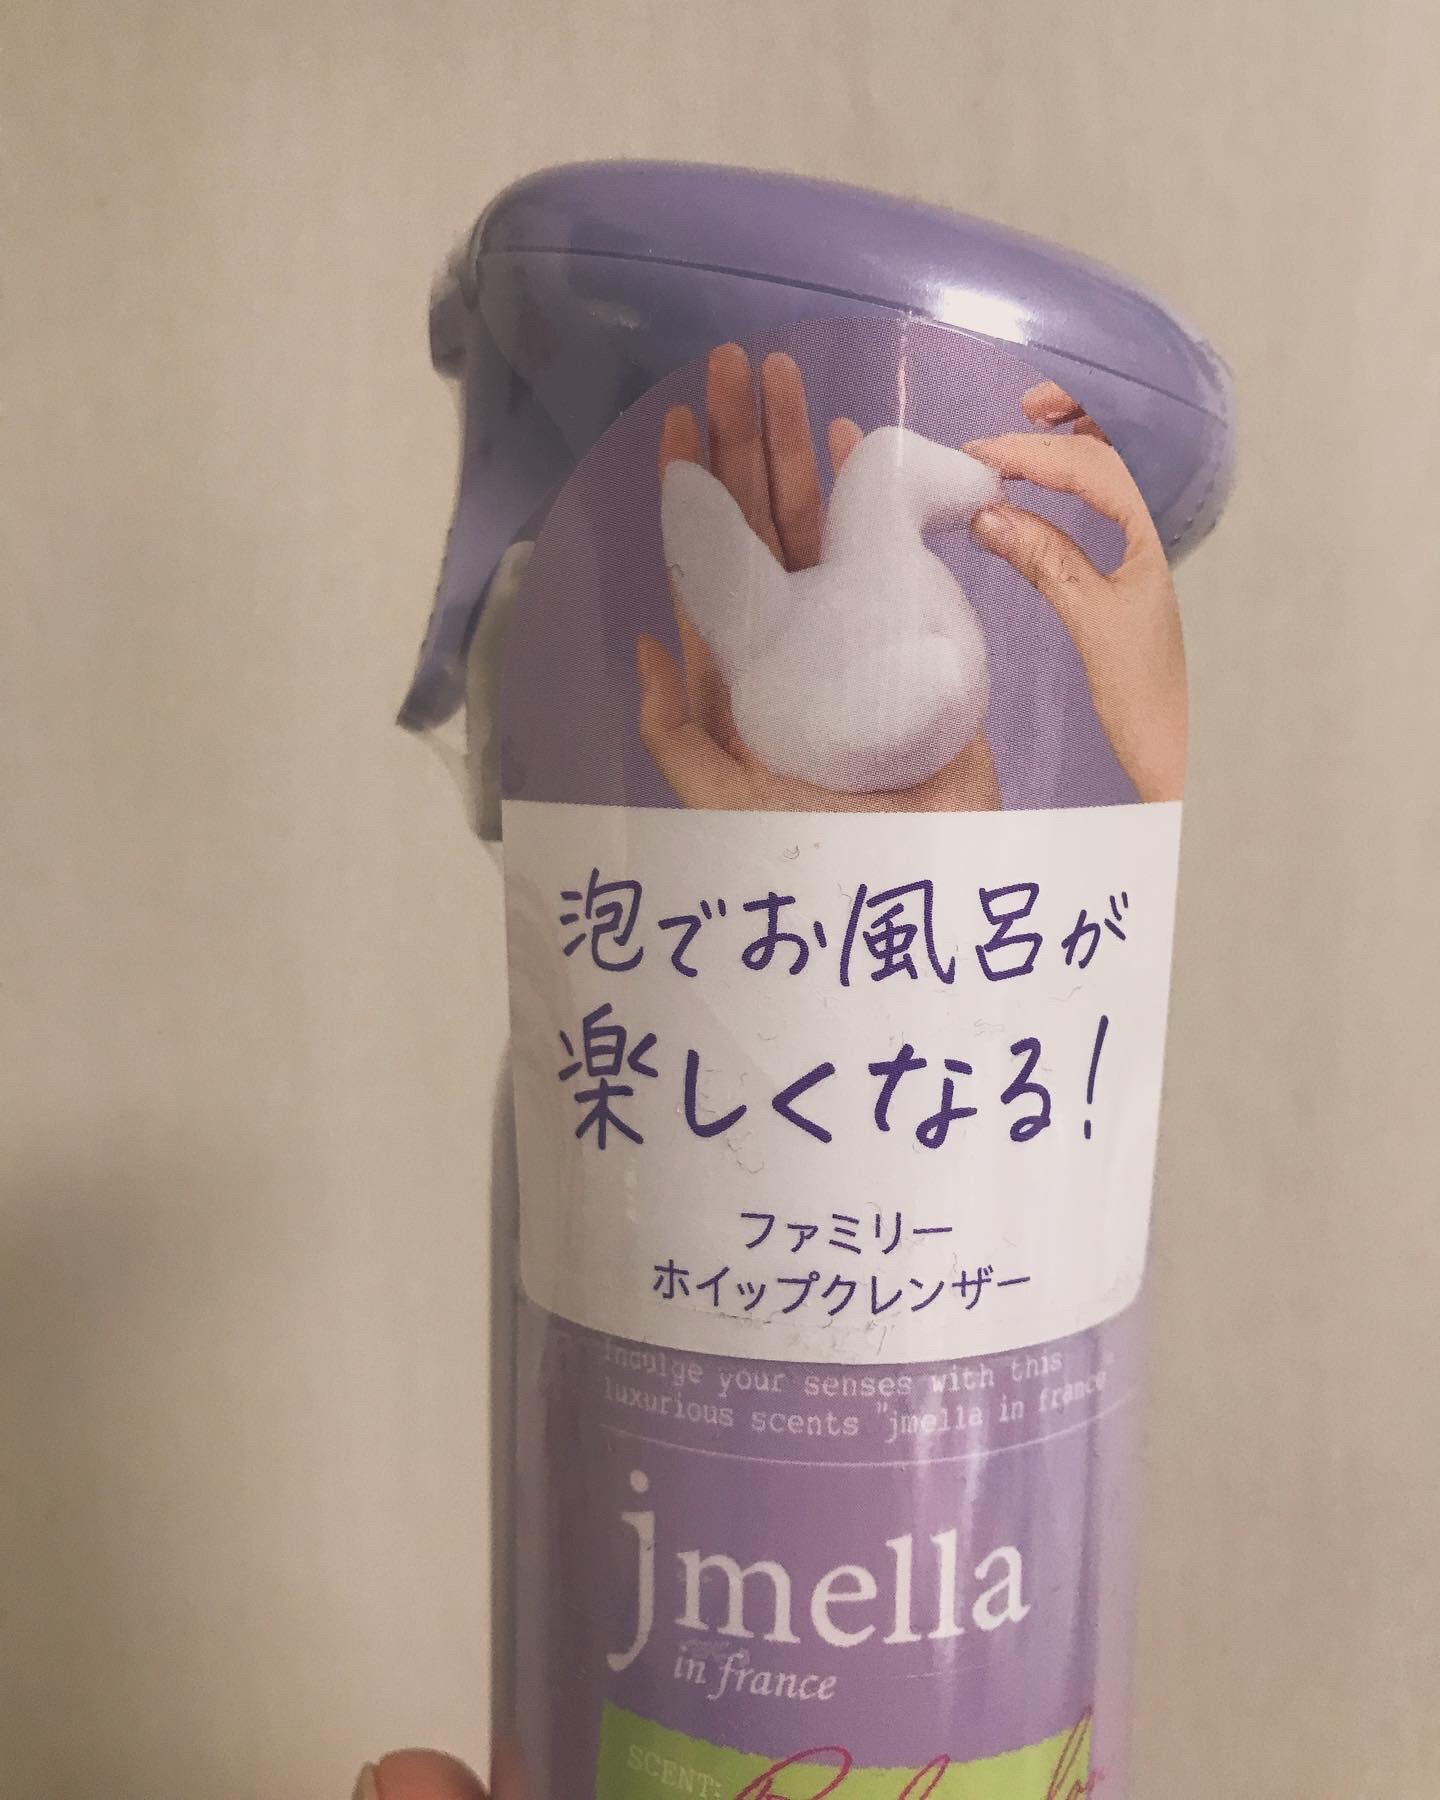 泡でお風呂が
楽しくなる!
ファミリー
ホイップクレンザー
indulge your senses with this
luxurious scents "jmella in france"
jmella
in france
SCENT: